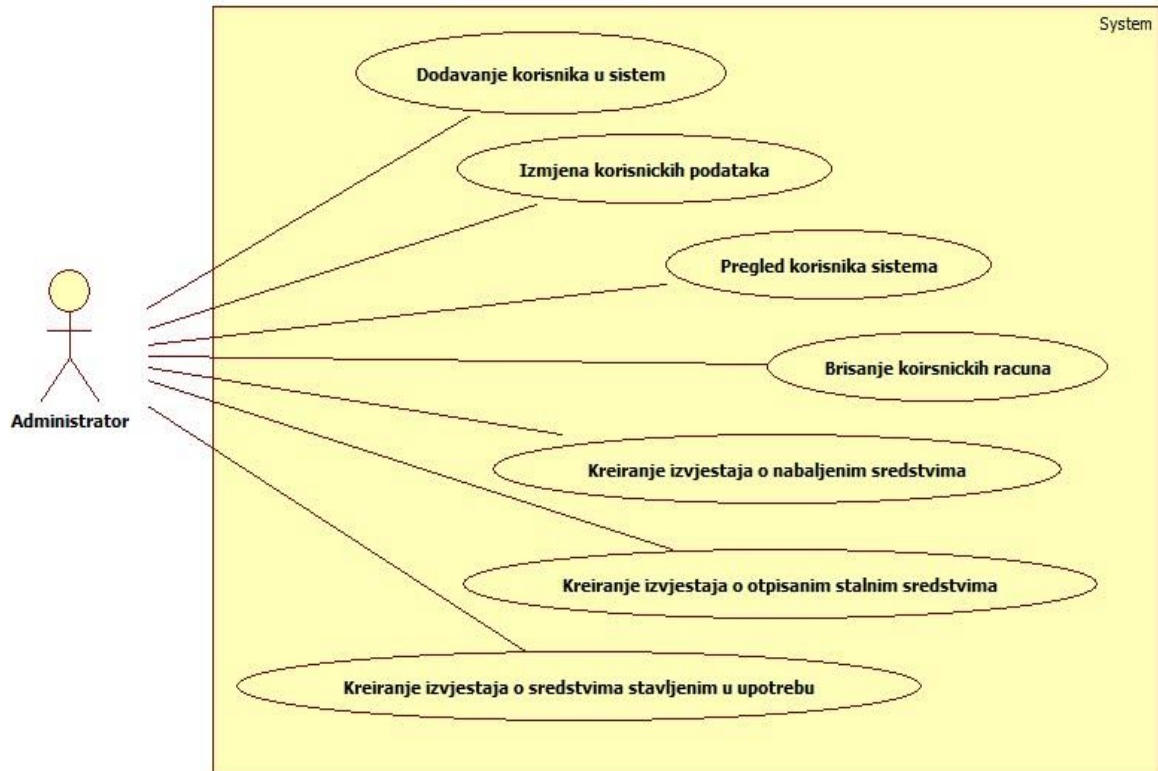 System
Dodavanje korisnika u sistem
Izmjena korisnickih podataka
Pregled korisnika sistema
Brisanje koirsnickih racuna
Administrator
Kreiranje izvjestaja o nabaljenim sredstvima
Kreiranje izvjestaja o otpisanim stalnim sredstvima
Kreiranje izvjestaja o sredstvima stavljenim u upotrebu